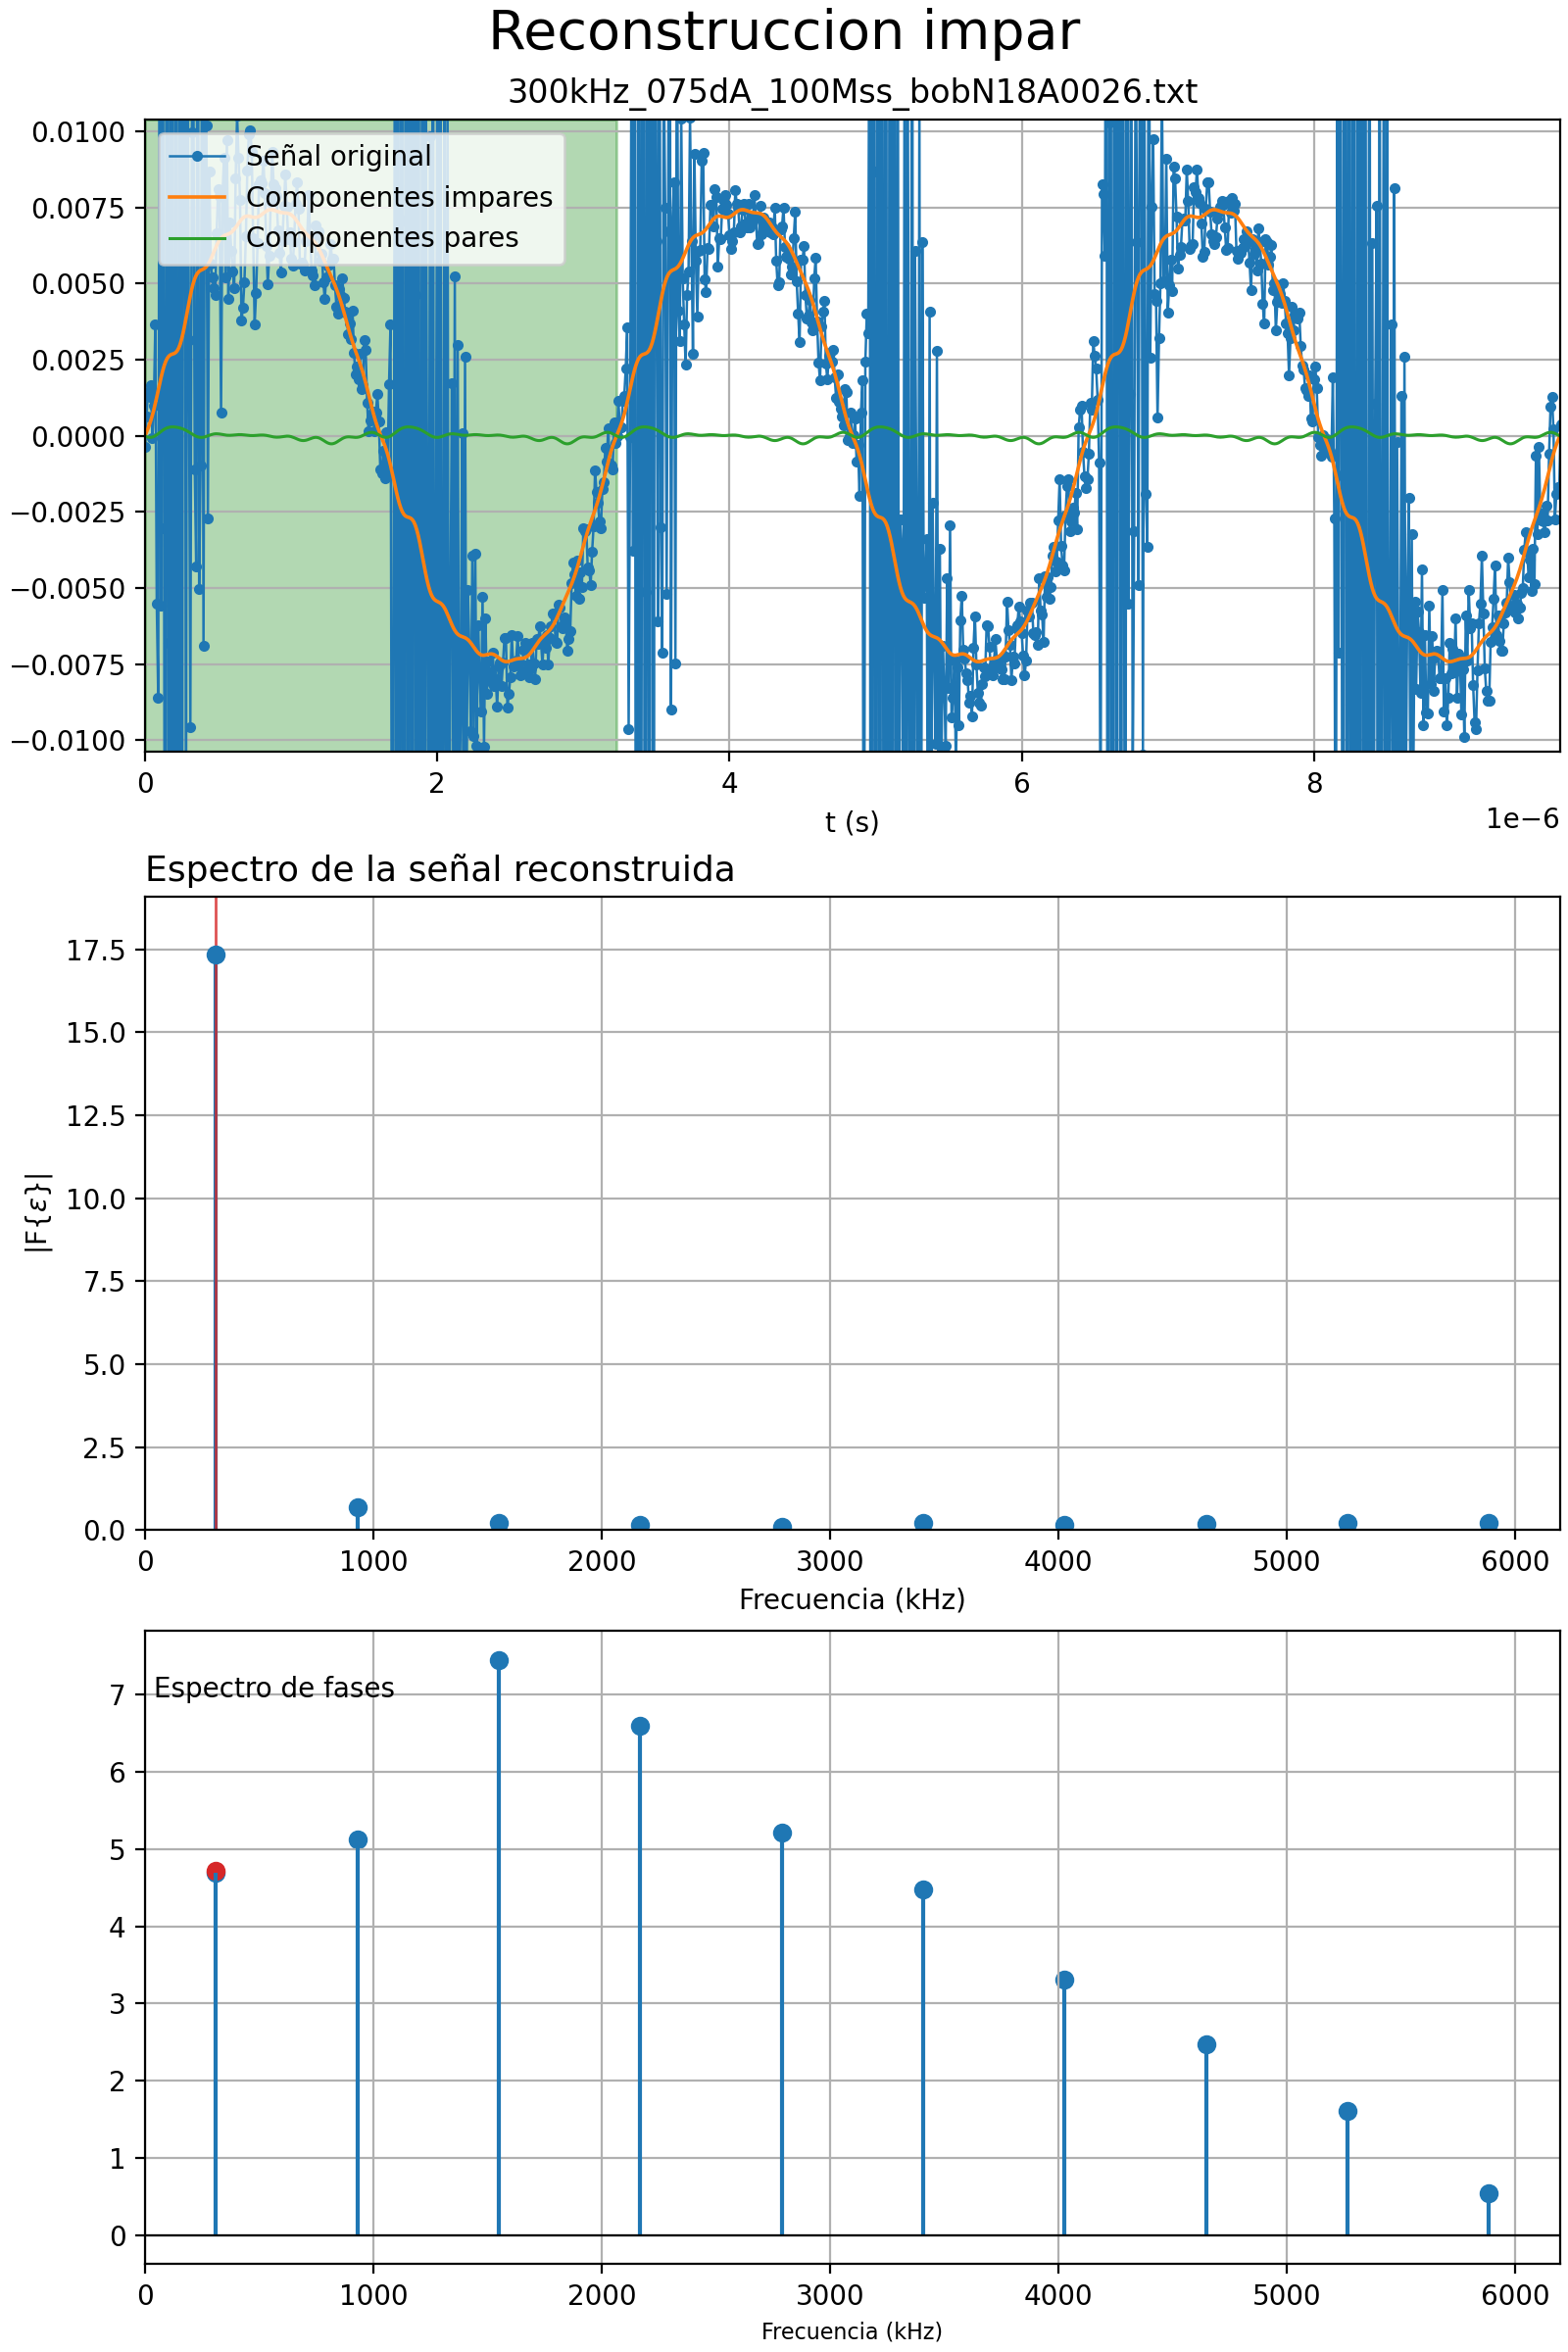 Reconstruccion impar
300kHz_075dA_100Mss_bobN18A0026.txt
0.0100
0.0075
0.0050
0.0025
0.0000
−0.0025
−0.0050
−0.0075
−0.0100
Señal original
Componentes impares
Componentes pares
0 2 4 6 8
t (s)
1e−6
Espectro de la señal reconstruida
17.5
15.0
12.5
10.0
7.5
5.0
2.5
0.0
|F{ε}|
0 1000 2000 3000 4000 5000 6000
Frecuencia (kHz)
Espectro de fases
7
6
5
4
3
2
1
0
0 1000 2000 3000 4000 5000 6000
Frecuencia (kHz)